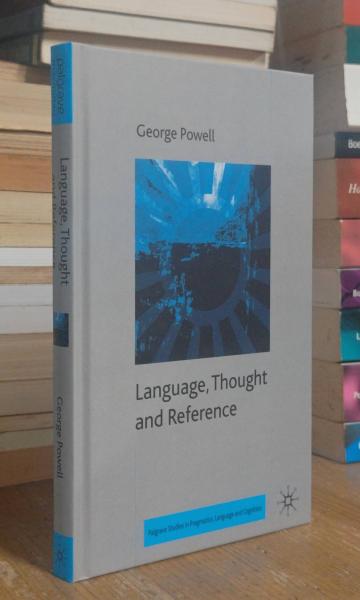 George Powell
Language, Thought
and Reference
Palgrave Studies in Pragmatics, Language and Cognition
palgrave
Language, Thought
and Reference
George Powell